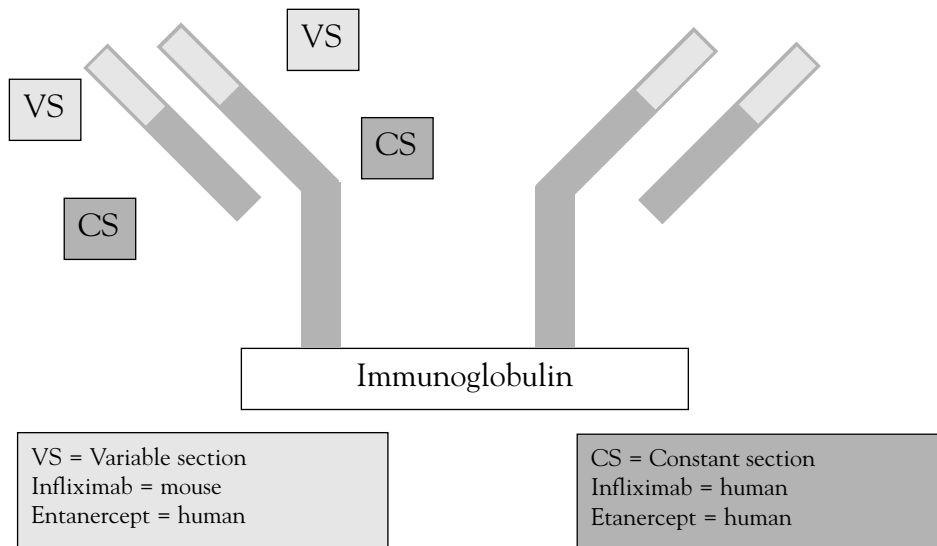 VS
VS
CS
CS
Immunoglobulin
VS = Variable section
Infliximab = mouse
Entanercept = human
CS = Constant section
Infliximab = human
Etanercept = human